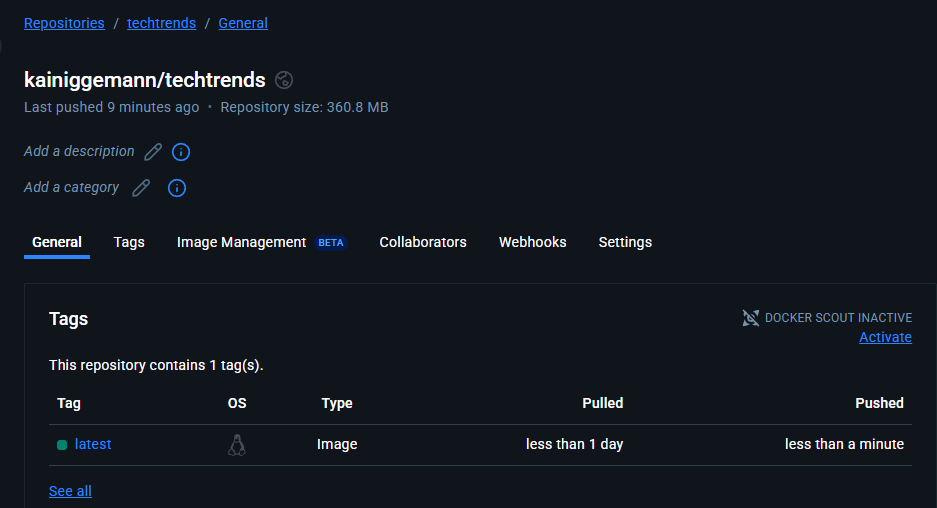 Repositories / techtrends / General
kainiggemann/techtrends
Last pushed 9 minutes ago • Repository size: 360.8 MB
Add a description
Add a category
General Tags Image Management BETA Collaborators Webhooks Settings
Tags
DOCKER SCOUT INACTIVE
Activate
This repository contains 1 tag(s).
Tag OS Type Pulled Pushed
latest Image less than 1 day less than a minute
See all